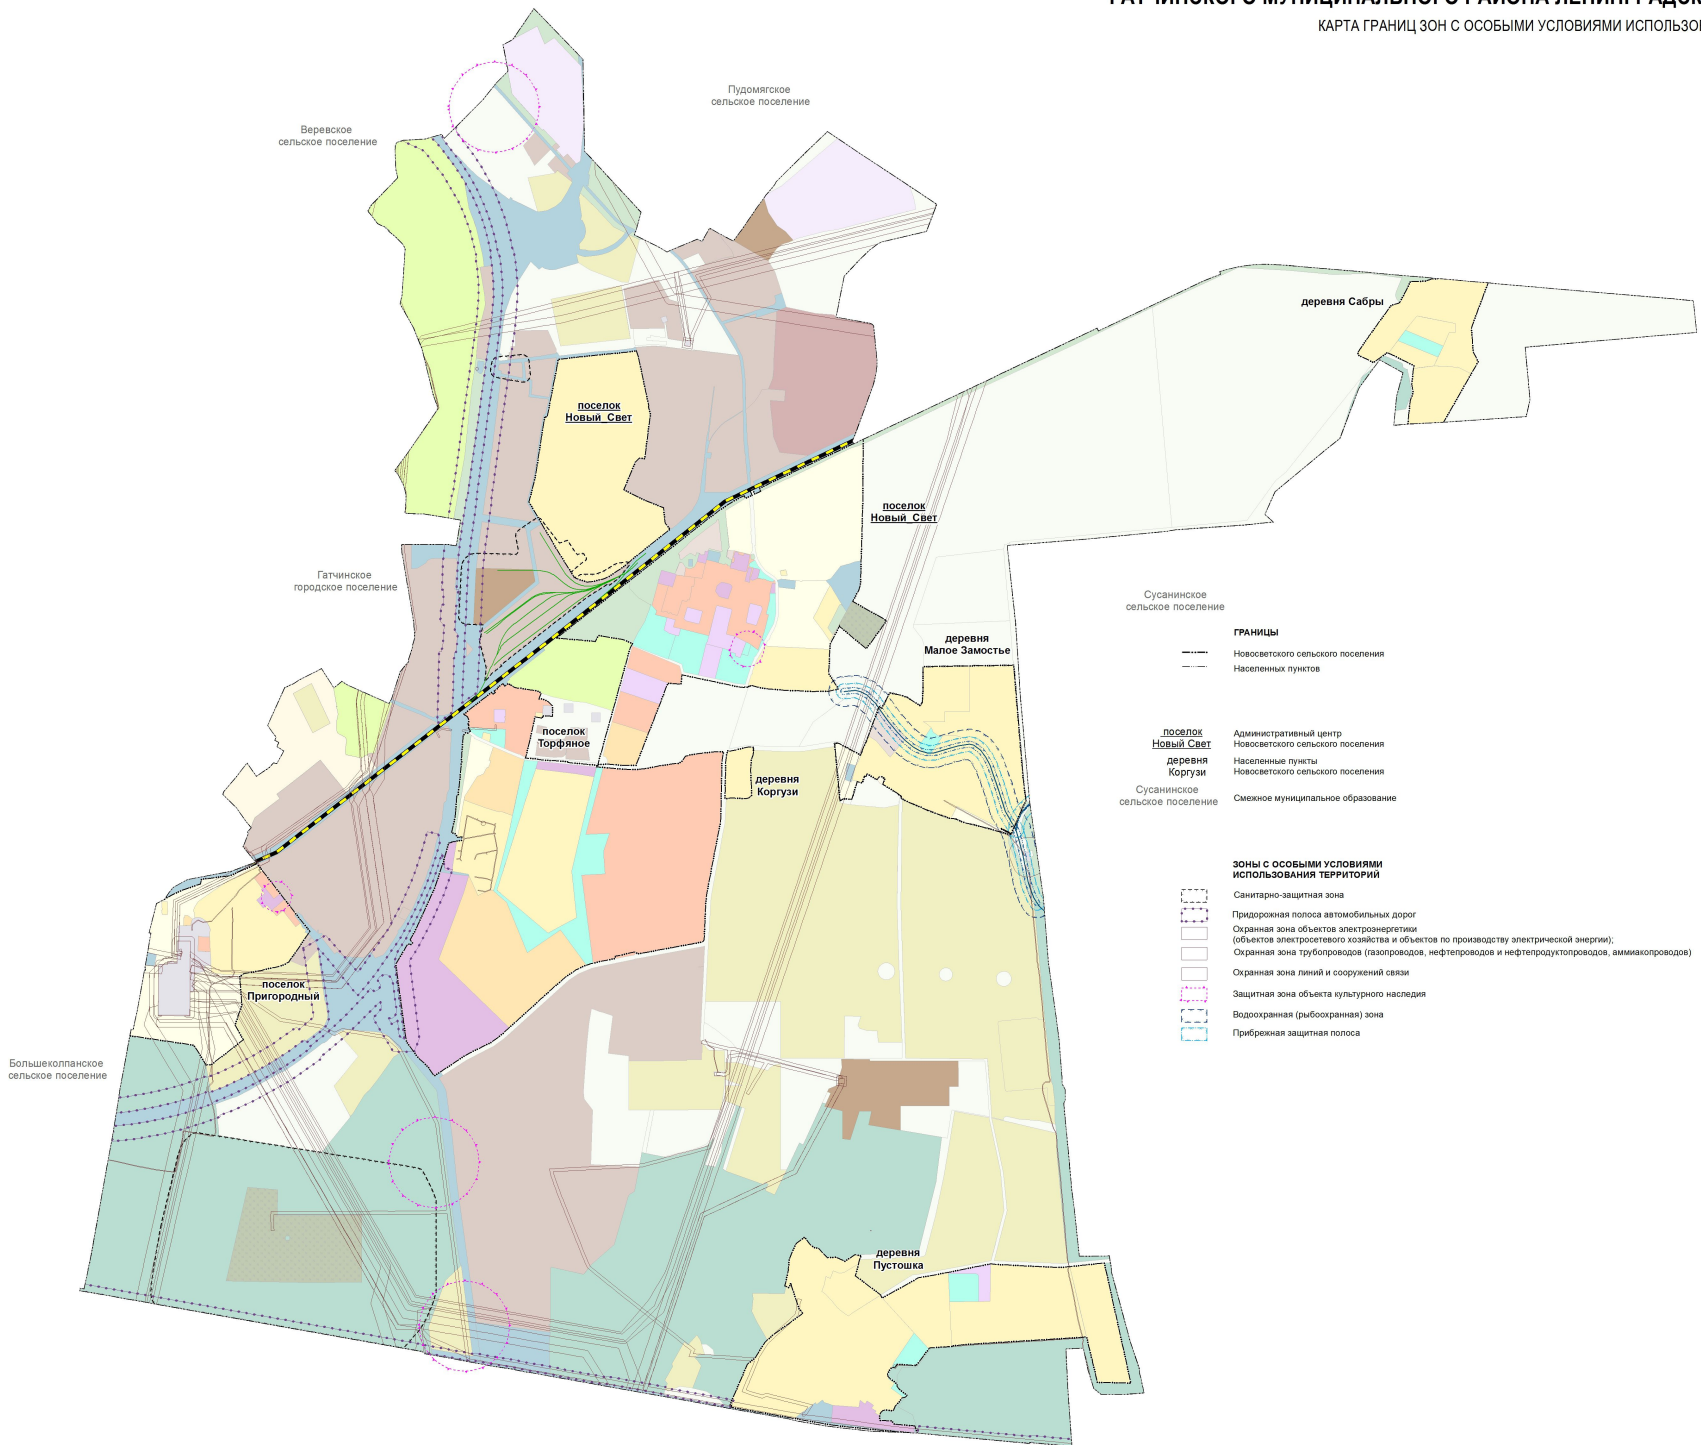 ГАТЧИНСКОГО МУНИЦИПАЛЬНОГО РАЙОНА
КАРТА ГРАНИЦ ЗОН С ОСОБЫМИ УСЛОВИЯМИ
Пудомягское
сельское поселение
Веревское
сельское поселение
деревня Сабры
поселок
Новый_Свет
поселок
Новый_Свет
Гатчинское
городское поселение
деревня
Малое Замостье
поселок
Торфяное
деревня
Коргузи
поселок
Пригородный
Большеколпанское
сельское поселение
деревня
Пустошка
Сусанинское
сельское поселение
ГРАНИЦЫ
Новосветского сельского поселения
Населенных пунктов
поселок
Новый Свет
Административный центр
Новосветского сельского поселения
деревня
Коргузи
Населенные пункты
Новосветского сельского поселения
Сусанинское
сельское поселение
Смежное муниципальное образование
ЗОНЫ С ОСОБЫМИ УСЛОВИЯМИ
ИСПОЛЬЗОВАНИЯ ТЕРРИТОРИЙ
Санитарно-защитная зона
Придорожная полоса автомобильных дорог
Охранная зона объектов электроэнергетики
(объектов электросетевого хозяйства и объектов по производству электрической энергии);
Охранная зона трубопроводов (газопроводов, нефтепроводов и нефтепродуктопроводов, аммиакопроводов)
Охранная зона линий и сооружений связи
Защитная зона объекта культурного наследия
Водоохранная (рыбоохранная) зона
Прибрежная защитная полоса